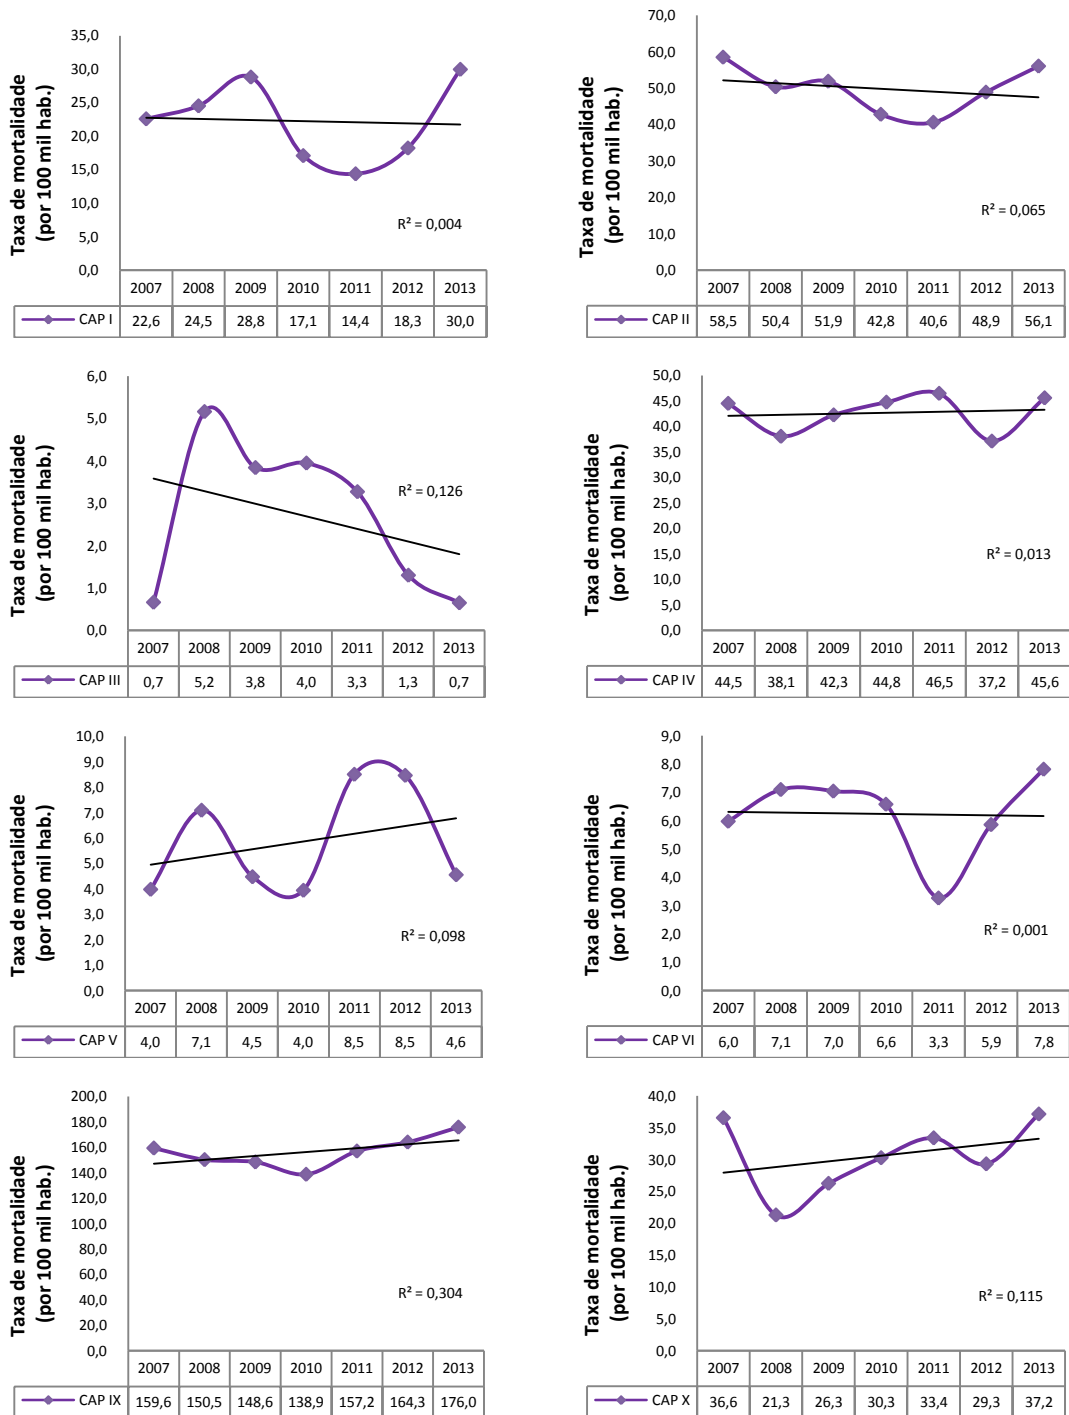 Taxa de mortalidade
(por 100 mil hab.)
35,0
30,0
25,0
20,0
15,0
10,0
5,0
0,0
R² = 0,004
2007 2008 2009 2010 2011 2012 2013
CAP I 22,6 24,5 28,8 17,1 14,4 18,3 30,0
Taxa de mortalidade
(por 100 mil hab.)
70,0
60,0
50,0
40,0
30,0
20,0
10,0
0,0
R² = 0,065
2007 2008 2009 2010 2011 2012 2013
CAP II 58,5 50,4 51,9 42,8 40,6 48,9 56,1
Taxa de mortalidade
(por 100 mil hab.)
6,0
5,0
4,0
3,0
2,0
1,0
0,0
R² = 0,126
2007 2008 2009 2010 2011 2012 2013
CAP III 0,7 5,2 3,8 4,0 3,3 1,3 0,7
Taxa de mortalidade
(por 100 mil hab.)
50,0
45,0
40,0
35,0
30,0
25,0
20,0
15,0
10,0
5,0
0,0
R² = 0,013
2007 2008 2009 2010 2011 2012 2013
CAP IV 44,5 38,1 42,3 44,8 46,5 37,2 45,6
Taxa de mortalidade
(por 100 mil hab.)
10,0
9,0
8,0
7,0
6,0
5,0
4,0
3,0
2,0
1,0
0,0
R² = 0,098
2007 2008 2009 2010 2011 2012 2013
CAP V 4,0 7,1 4,5 4,0 8,5 8,5 4,6
Taxa de mortalidade
(por 100 mil hab.)
9,0
8,0
7,0
6,0
5,0
4,0
3,0
2,0
1,0
0,0
R² = 0,001
2007 2008 2009 2010 2011 2012 2013
CAP VI 6,0 7,1 7,0 6,6 3,3 5,9 7,8
Taxa de mortalidade
(por 100 mil hab.)
200,0
180,0
160,0
140,0
120,0
100,0
80,0
60,0
40,0
20,0
0,0
R² = 0,304
2007 2008 2009 2010 2011 2012 2013
CAP IX 159,6 150,5 148,6 138,9 157,2 164,3 176,0
Taxa de mortalidade
(por 100 mil hab.)
40,0
35,0
30,0
25,0
20,0
15,0
10,0
5,0
0,0
R² = 0,115
2007 2008 2009 2010 2011 2012 2013
CAP X 36,6 21,3 26,3 30,3 33,4 29,3 37,2